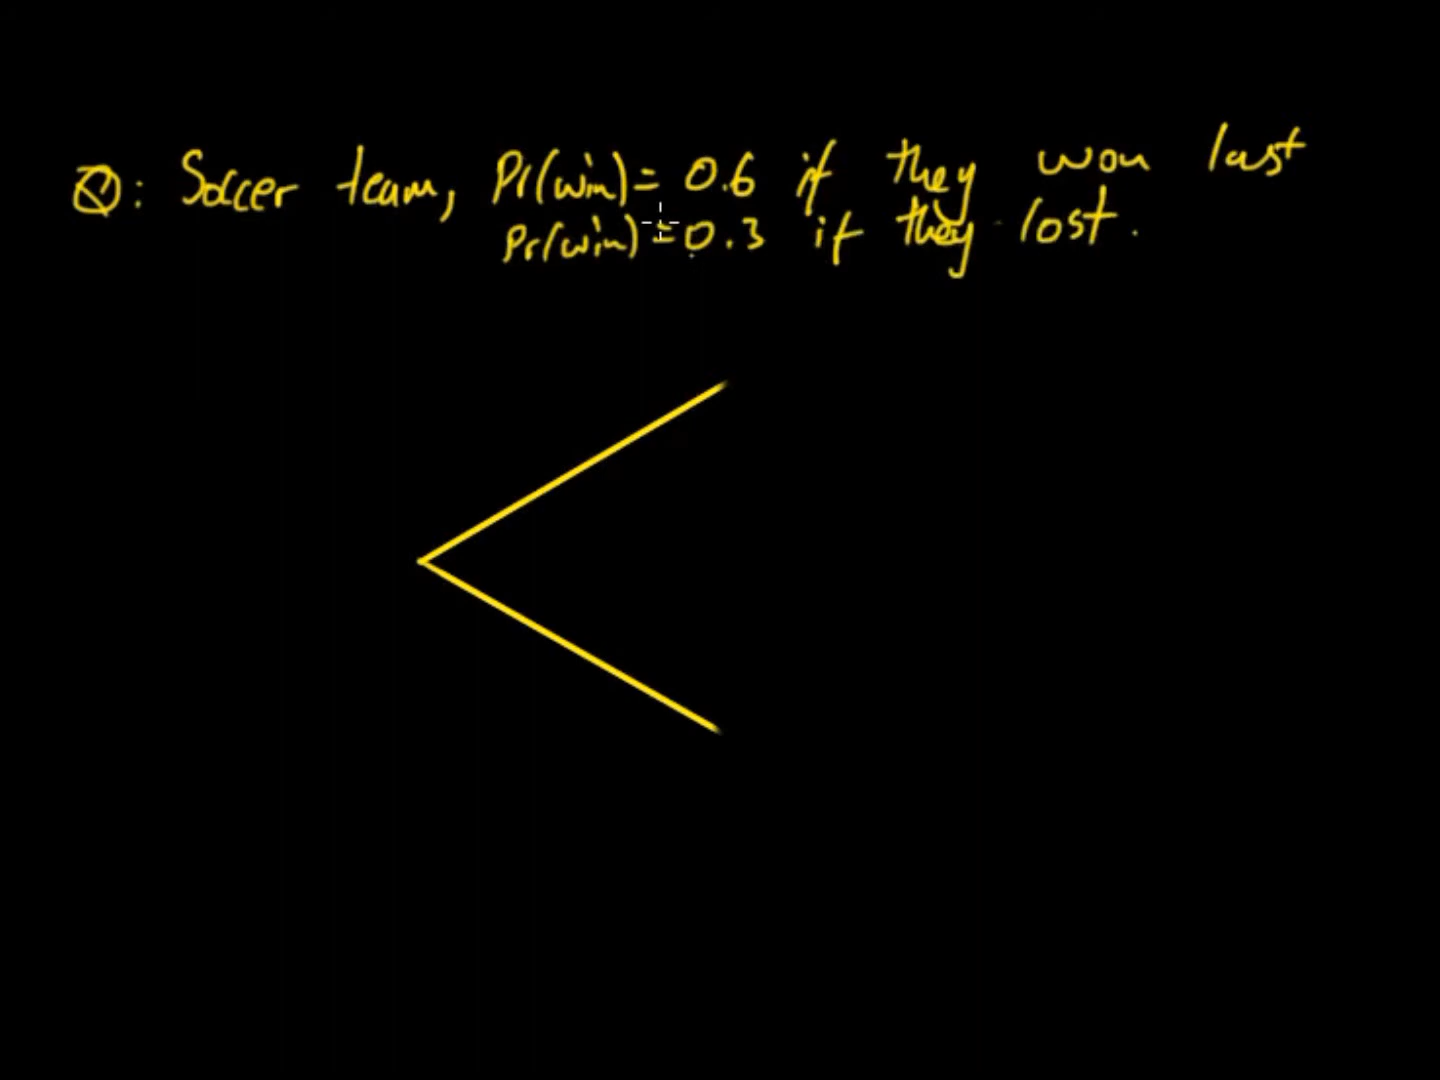 Q: Soccer team, Pr(win) = 0.6 if they won last
Pr(win) = 0.3 if they lost.